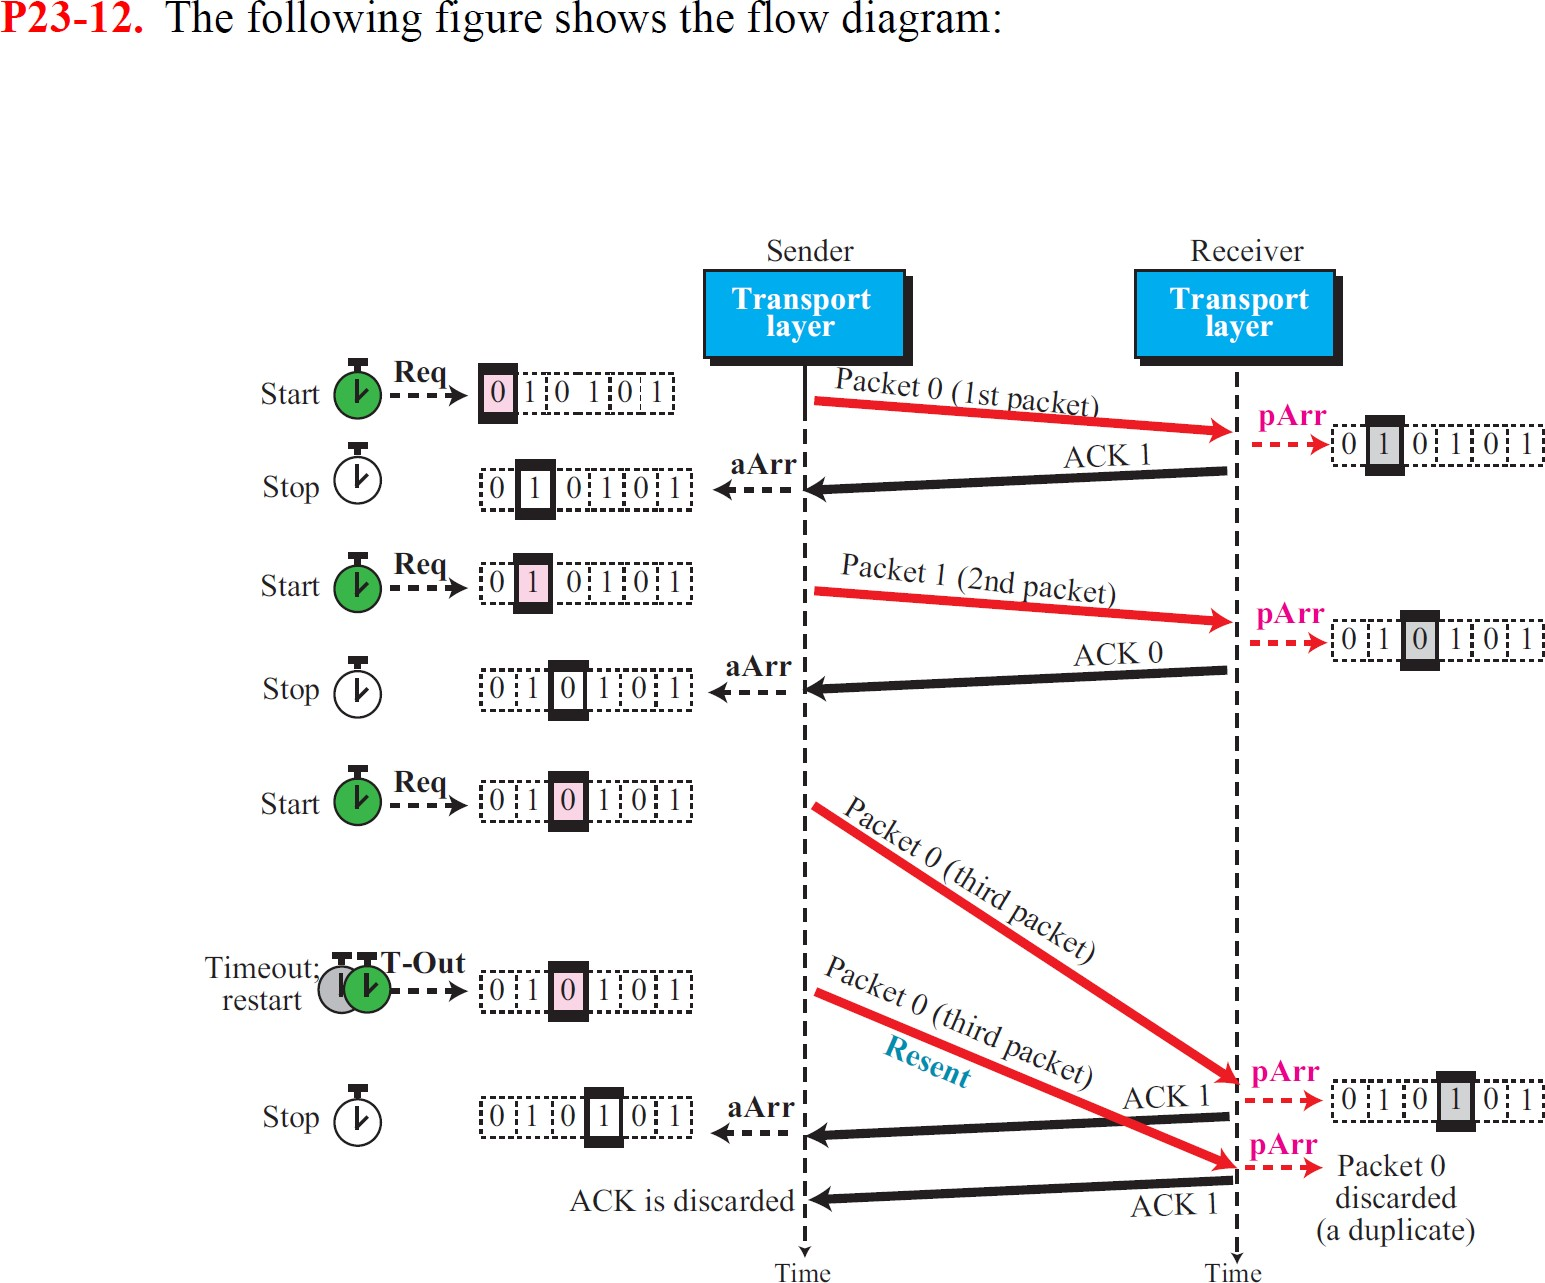 P23-12. The following figure shows the flow diagram:
Sender
Receiver
Transport
layer
Transport
layer
Start
Req
0 1 0 1 0 1
Packet 0 (1st packet)
pArr
0 1 0 1 0 1
Stop
0 1 0 1 0 1
aArr
ACK 1
Start
Req
0 1 0 1 0 1
Packet 1 (2nd packet)
pArr
0 1 0 1 0 1
Stop
0 1 0 1 0 1
aArr
ACK 0
Start
Req
0 1 0 1 0 1
Packet 0 (third packet)
Timeout;
restart
T-Out
0 1 0 1 0 1
Packet 0 (third packet)
Resent
pArr
0 1 0 1 0 1
Stop
0 1 0 1 0 1
aArr
ACK 1
pArr
Packet 0
discarded
(a duplicate)
ACK is discarded
ACK 1
Time
Time